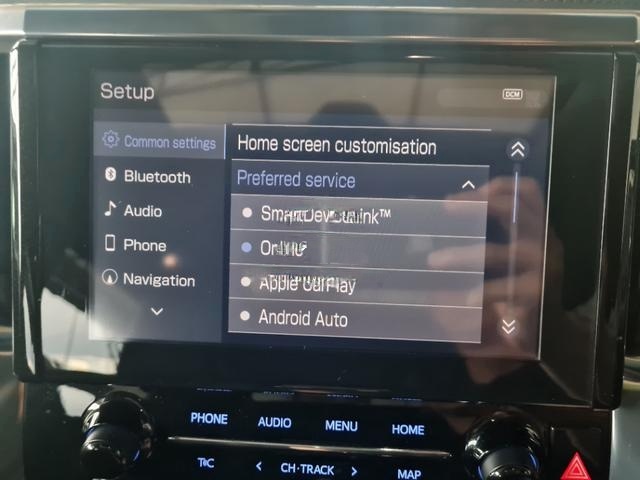 Setup
DCM
Common settings
Home screen customisation
Bluetooth
Preferred service
Audio
SmartDeviceLink™
Phone
Navigation
Apple CarPlay
Android Auto
PHONE
AUDIO
MENU
HOME
CH·TRACK
MAP